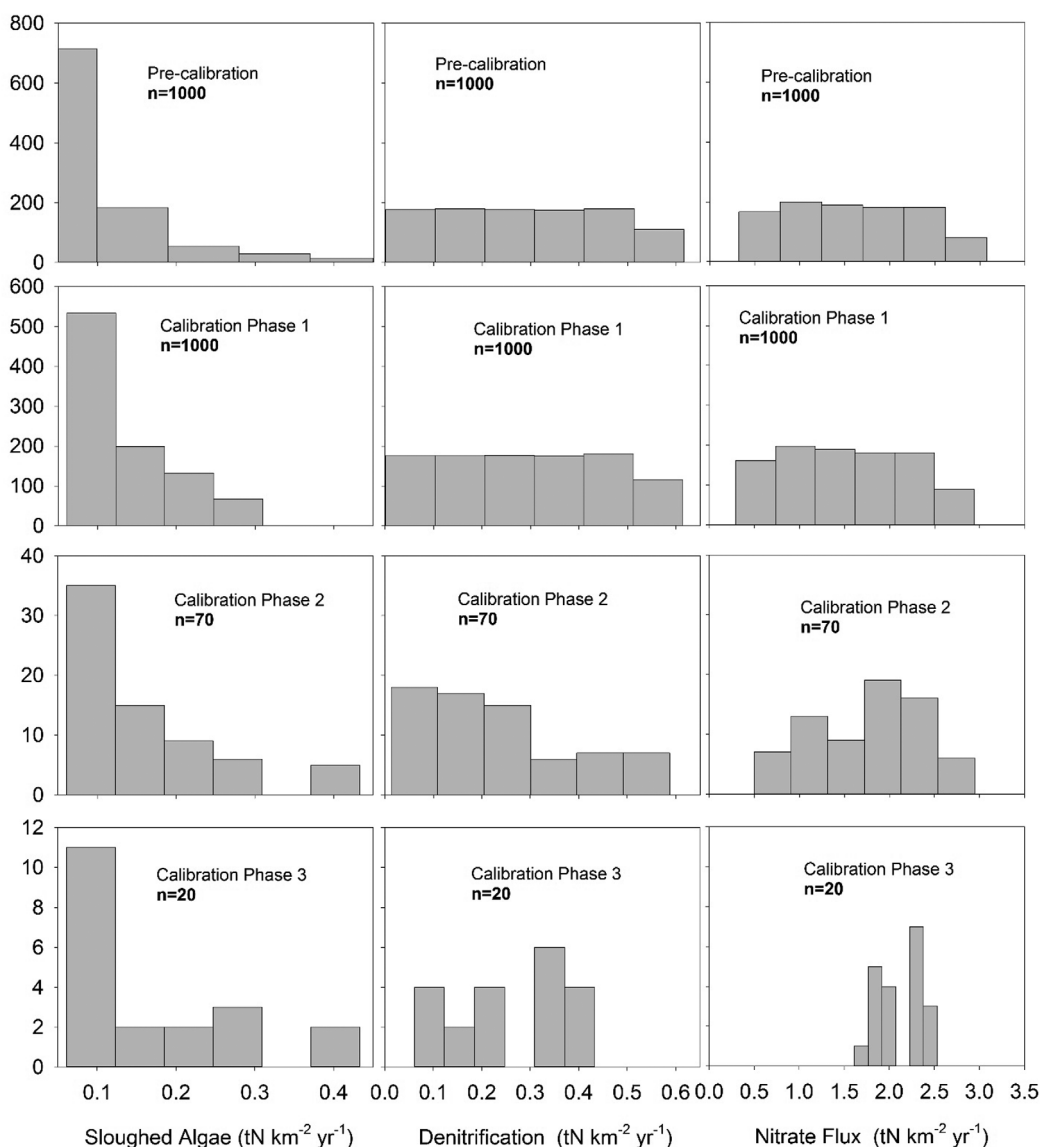 800
600
400
200
0
Pre-calibration
n=1000
Pre-calibration
n=1000
Pre-calibration
n=1000
600
500
400
300
200
100
0
Calibration Phase 1
n=1000
Calibration Phase 1
n=1000
Calibration Phase 1
n=1000
40
30
20
10
0
Calibration Phase 2
n=70
Calibration Phase 2
n=70
Calibration Phase 2
n=70
12
10
8
6
4
2
0
Calibration Phase 3
n=20
Calibration Phase 3
n=20
Calibration Phase 3
n=20
0.1 0.2 0.3 0.4
0.0 0.1 0.2 0.3 0.4 0.5 0.6
0.0 0.5 1.0 1.5 2.0 2.5 3.0 3.5
Sloughed Algae (tN km⁻² yr⁻¹)
Denitrification (tN km⁻² yr⁻¹)
Nitrate Flux (tN km⁻² yr⁻¹)